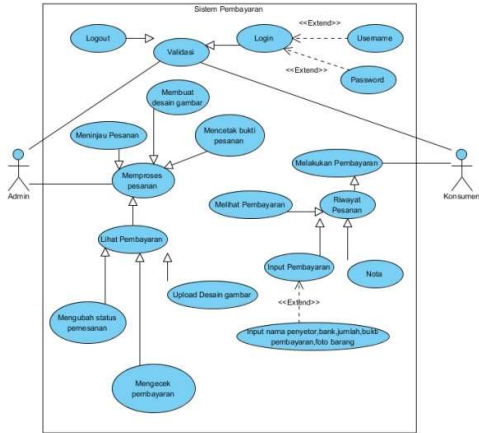 Sistem Pembayaran
Logout
Login
<<Extend>>
Username
Validasi
<<Extend>>
Password
Membuat
desain gambar
Mencetak bukti
pesanan
Meninjau Pesanan
Memproses
pesanan
Melakukan Pembayaran
Admin
Konsumen
Melihat Pembayaran
Riwayat
Pesanan
Lihat Pembayaran
Input Pembayaran
Nota
Upload Desain gambar
<<Extend>>
Mengubah status
pemesanan
Input nama penyetor,bank,jumlah,bukti
pembayaran,foto barang
Mengecek
pembayaran